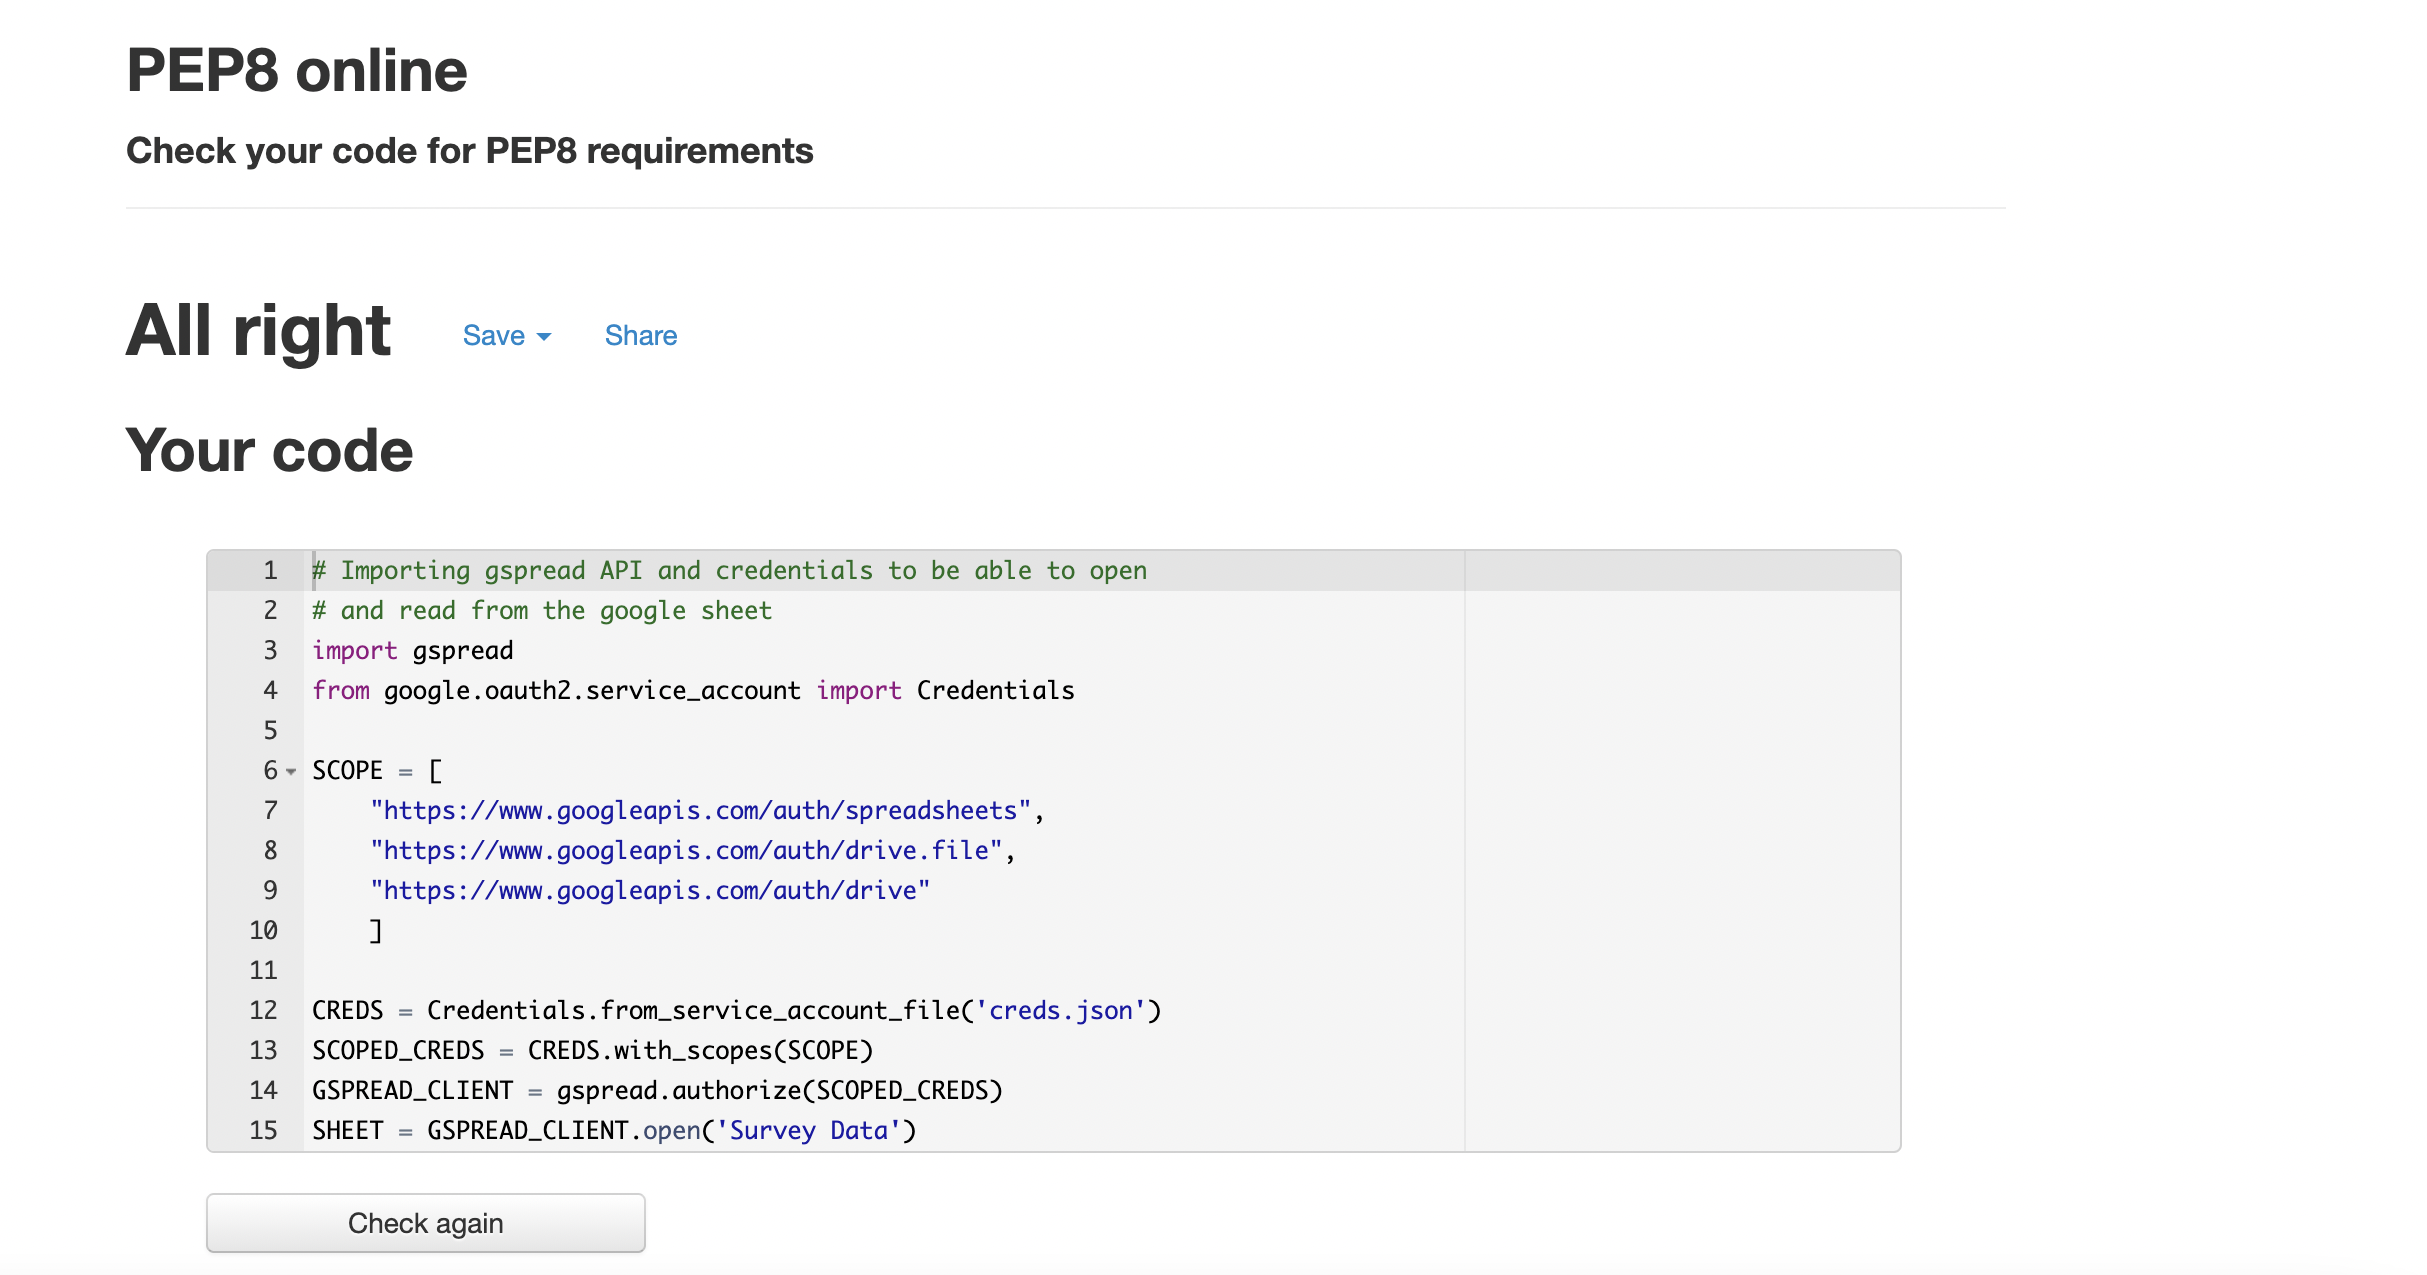 PEP8 online
Check your code for PEP8 requirements
All right Save Share
Your code
1 # Importing gspread API and credentials to be able to open
2 # and read from the google sheet
3 import gspread
4 from google.oauth2.service_account import Credentials
5
6 SCOPE = [
7     "https://www.googleapis.com/auth/spreadsheets",
8     "https://www.googleapis.com/auth/drive.file",
9     "https://www.googleapis.com/auth/drive"
10     ]
11
12 CREDS = Credentials.from_service_account_file('creds.json')
13 SCOPED_CREDS = CREDS.with_scopes(SCOPE)
14 GSPREAD_CLIENT = gspread.authorize(SCOPED_CREDS)
15 SHEET = GSPREAD_CLIENT.open('Survey Data')
Check again